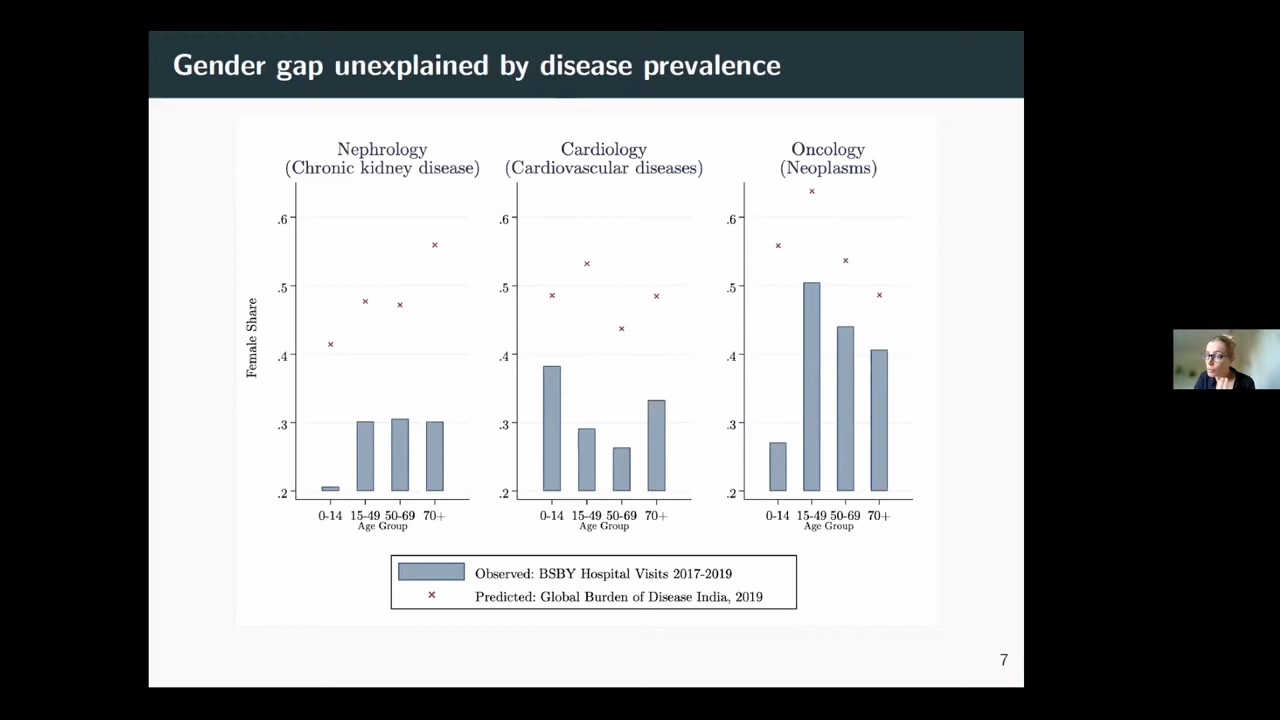 Gender gap unexplained by disease prevalence
Nephrology
(Chronic kidney disease)
Cardiology
(Cardiovascular diseases)
Oncology
(Neoplasms)
Female Share
.6
.5
.4
.3
.2
0-14 15-49 50-69 70+
Age Group
.6
.5
.4
.3
.2
0-14 15-49 50-69 70+
Age Group
.6
.5
.4
.3
.2
0-14 15-49 50-69 70+
Age Group
Observed: BSBY Hospital Visits 2017-2019
Predicted: Global Burden of Disease India, 2019
7